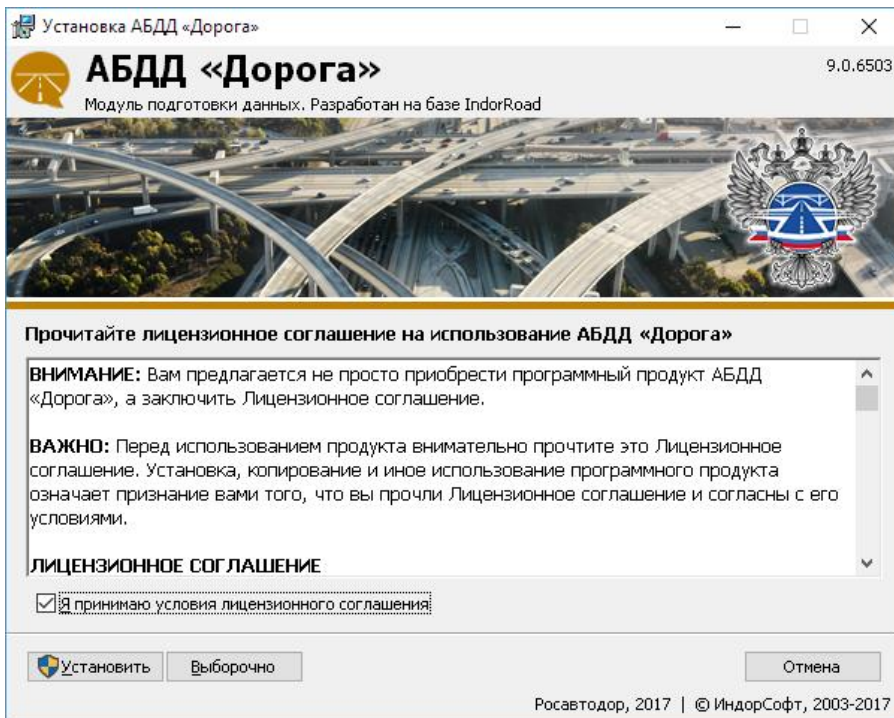 Установка АБДД «Дорога»
АБДД «Дорога»
9.0.6503
Модуль подготовки данных. Разработан на базе IndorRoad
Прочитайте лицензионное соглашение на использование АБДД «Дорога»
ВНИМАНИЕ: Вам предлагается не просто приобрести программный продукт АБДД
«Дорога», а заключить Лицензионное соглашение.
ВАЖНО: Перед использованием продукта внимательно прочтите это Лицензионное
соглашение. Установка, копирование и иное использование программного продукта
означает признание вами того, что вы прочли Лицензионное соглашение и согласны с его
условиями.
ЛИЦЕНЗИОННОЕ СОГЛАШЕНИЕ
Я принимаю условия лицензионного соглашения
Установить
Выборочно
Отмена
Росавтодор, 2017 | © ИндорСофт, 2003-2017